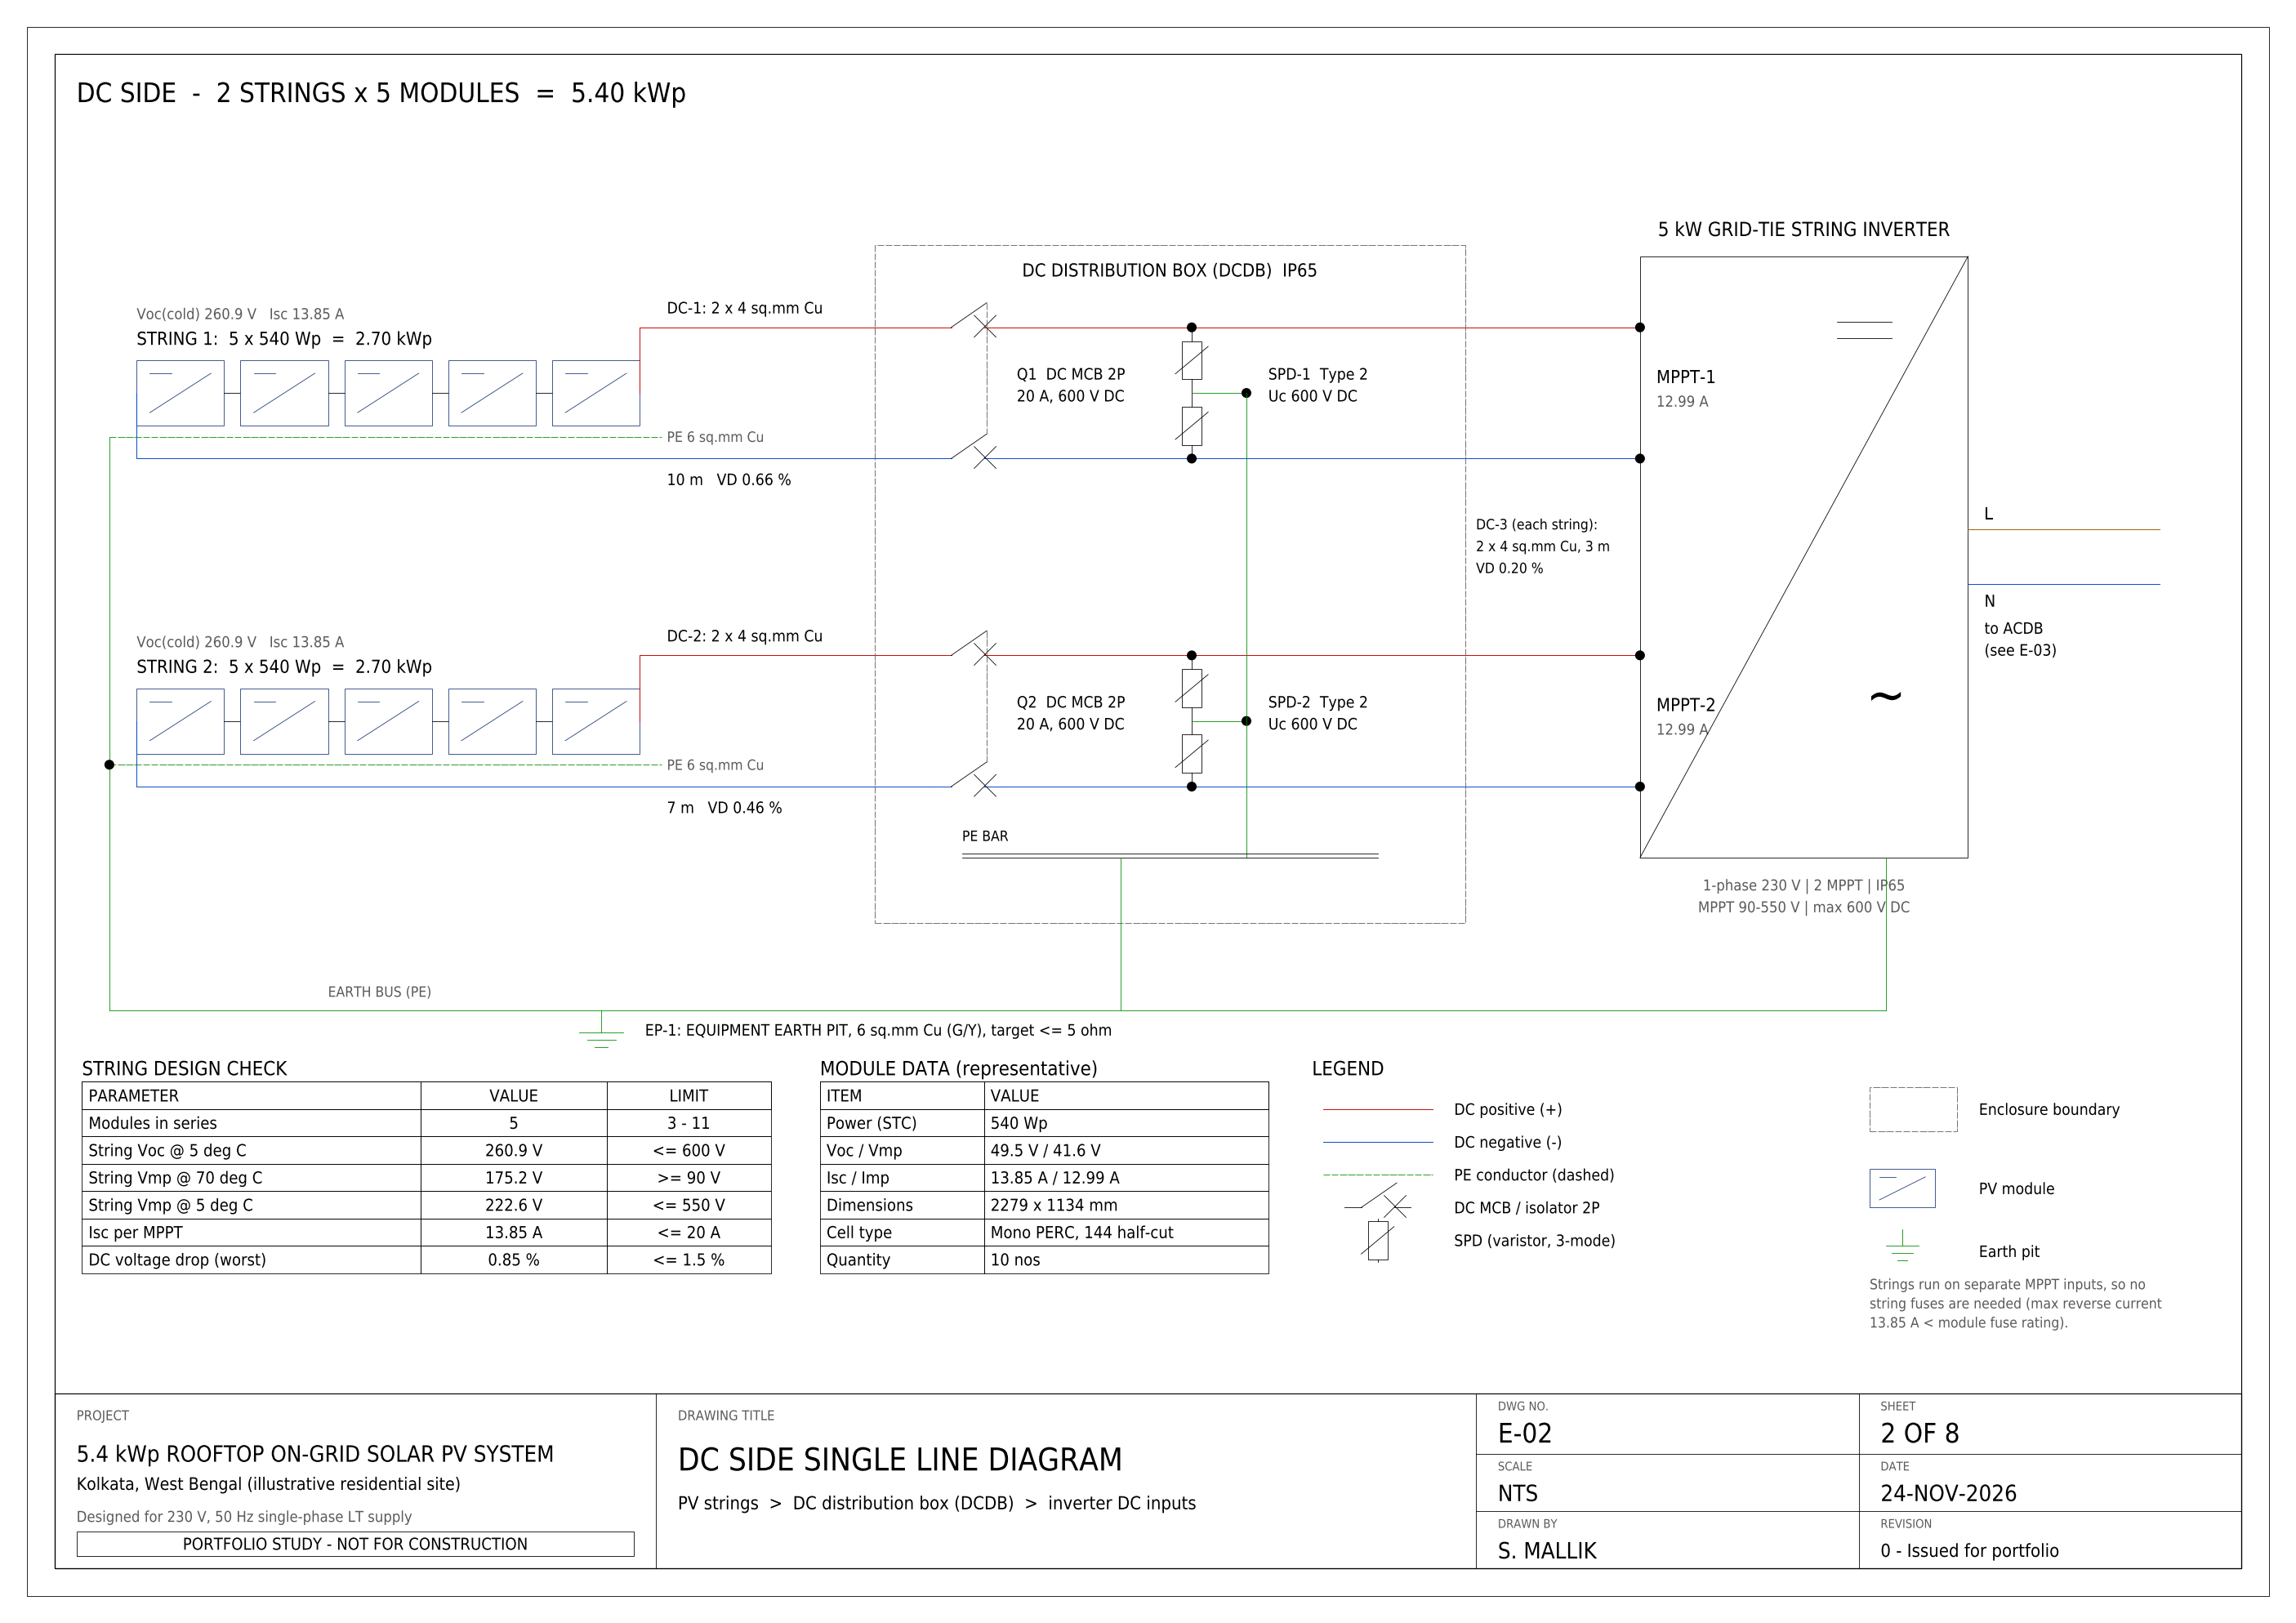 DC SIDE - 2 STRINGS x 5 MODULES = 5.40 kWp
5 kW GRID-TIE STRING INVERTER
DC DISTRIBUTION BOX (DCDB) IP65
Voc(cold) 260.9 V Isc 13.85 A
STRING 1: 5 x 540 Wp = 2.70 kWp
DC-1: 2 x 4 sq.mm Cu
PE 6 sq.mm Cu
10 m VD 0.66 %
Q1 DC MCB 2P
20 A, 600 V DC
SPD-1 Type 2
Uc 600 V DC
MPPT-1
12.99 A
DC-3 (each string):
2 x 4 sq.mm Cu, 3 m
VD 0.20 %
L
N
to ACDB
(see E-03)
Voc(cold) 260.9 V Isc 13.85 A
STRING 2: 5 x 540 Wp = 2.70 kWp
DC-2: 2 x 4 sq.mm Cu
PE 6 sq.mm Cu
7 m VD 0.46 %
Q2 DC MCB 2P
20 A, 600 V DC
SPD-2 Type 2
Uc 600 V DC
MPPT-2
12.99 A
~
PE BAR
1-phase 230 V | 2 MPPT | IP65
MPPT 90-550 V | max 600 V DC
EARTH BUS (PE)
EP-1: EQUIPMENT EARTH PIT, 6 sq.mm Cu (G/Y), target <= 5 ohm
STRING DESIGN CHECK
PARAMETER VALUE LIMIT
Modules in series 5 3 - 11
String Voc @ 5 deg C 260.9 V <= 600 V
String Vmp @ 70 deg C 175.2 V >= 90 V
String Vmp @ 5 deg C 222.6 V <= 550 V
Isc per MPPT 13.85 A <= 20 A
DC voltage drop (worst) 0.85 % <= 1.5 %
MODULE DATA (representative)
ITEM VALUE
Power (STC) 540 Wp
Voc / Vmp 49.5 V / 41.6 V
Isc / Imp 13.85 A / 12.99 A
Dimensions 2279 x 1134 mm
Cell type Mono PERC, 144 half-cut
Quantity 10 nos
LEGEND
DC positive (+)
DC negative (-)
PE conductor (dashed)
DC MCB / isolator 2P
SPD (varistor, 3-mode)
Enclosure boundary
PV module
Earth pit
Strings run on separate MPPT inputs, so no
string fuses are needed (max reverse current
13.85 A < module fuse rating).
PROJECT
5.4 kWp ROOFTOP ON-GRID SOLAR PV SYSTEM
Kolkata, West Bengal (illustrative residential site)
Designed for 230 V, 50 Hz single-phase LT supply
PORTFOLIO STUDY - NOT FOR CONSTRUCTION
DRAWING TITLE
DC SIDE SINGLE LINE DIAGRAM
PV strings > DC distribution box (DCDB) > inverter DC inputs
DWG NO.
E-02
SHEET
2 OF 8
SCALE
NTS
DATE
24-NOV-2026
DRAWN BY
S. MALLIK
REVISION
0 - Issued for portfolio